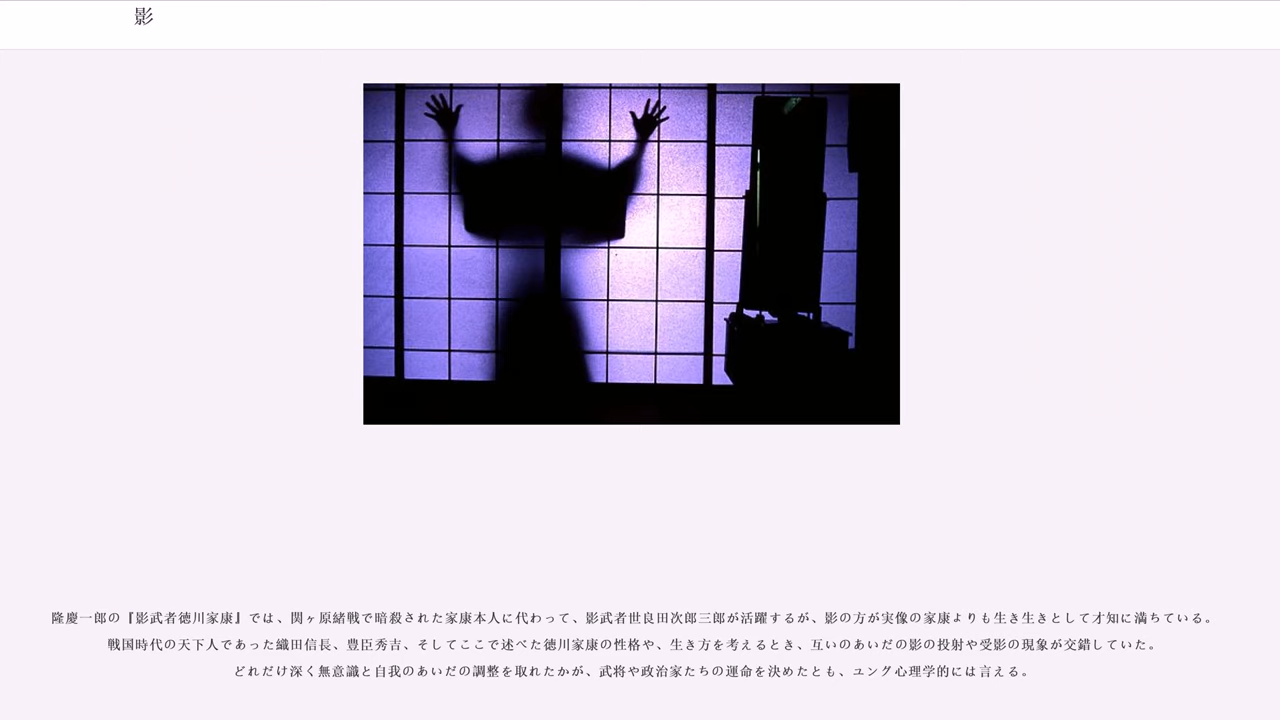 影
隆慶一郎の『影武者徳川家康』では、関ヶ原緒戦で暗殺された家康本人に代わって、影武者世良田次郎三郎が活躍するが、影の方が実像の家康よりも生き生きとして才知に満ちている。
戦国時代の天下人であった織田信長、豊臣秀吉、そしてここで述べた徳川家康の性格や、生き方を考えるとき、互いのあいだの影の投射や受影の現象が交錯していた。
どれだけ深く無意識と自我のあいだの調整を取れたかが、武将や政治家たちの運命を決めたとも、ユング心理学的には言える。